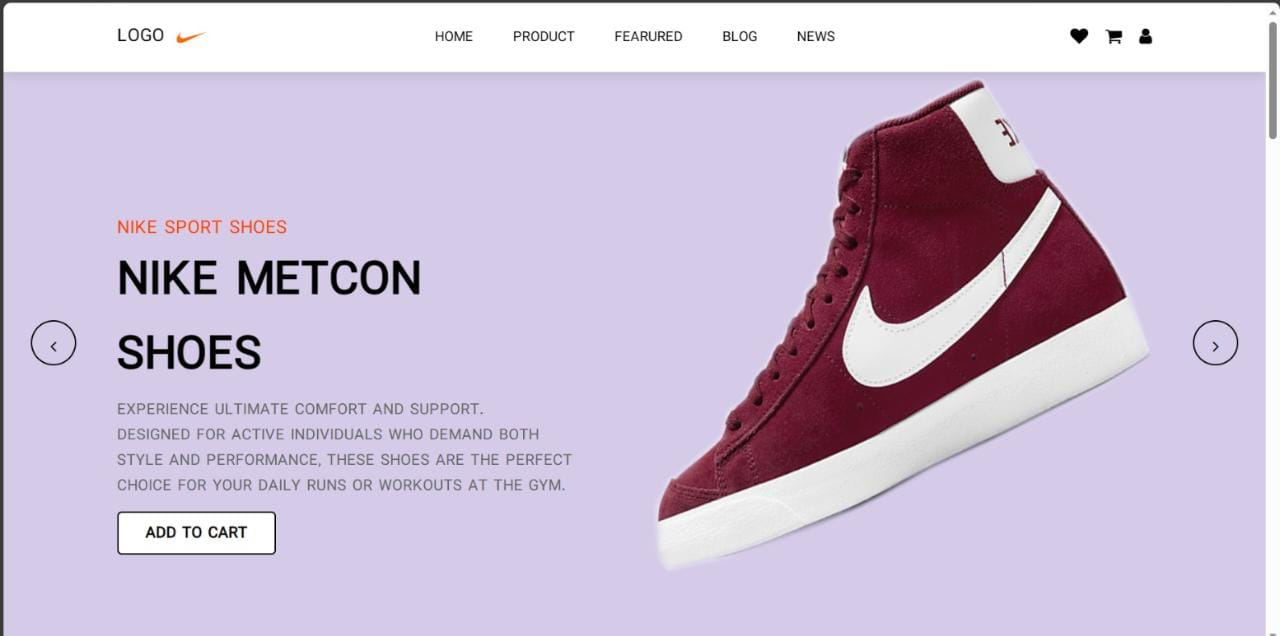 LOGO
HOME PRODUCT FEARURED BLOG NEWS
NIKE SPORT SHOES
NIKE METCON
SHOES
EXPERIENCE ULTIMATE COMFORT AND SUPPORT.
DESIGNED FOR ACTIVE INDIVIDUALS WHO DEMAND BOTH
STYLE AND PERFORMANCE, THESE SHOES ARE THE PERFECT
CHOICE FOR YOUR DAILY RUNS OR WORKOUTS AT THE GYM.
ADD TO CART